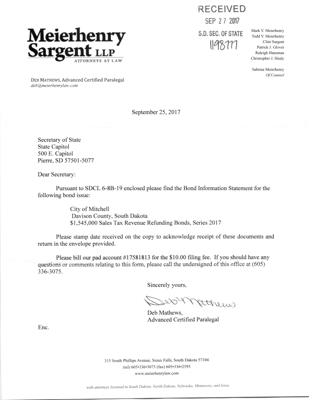 RECEIVED
SEP 27 2017
S.D. SEC. OF STATE
Meierhenry
Sargent LLP
ATTORNEYS AT LAW
Mark V. Meierhenry
Todd V. Meierhenry
Clint Sargent
Patrick J. Glover
Raleigh Hansman
Christopher J. Healy
Sabrina Meierhenry
Of Counsel
DEB MATHEWS, Advanced Certified Paralegal
deb@meierhenrylaw.com
September 25, 2017
Secretary of State
State Capitol
500 E. Capitol
Pierre, SD 57501-5077
Dear Secretary:
Pursuant to SDCL 6-8B-19 enclosed please find the Bond Information Statement for the
following bond issue:
City of Mitchell
Davison County, South Dakota
$1,545,000 Sales Tax Revenue Refunding Bonds, Series 2017
Please stamp date received on the copy to acknowledge receipt of these documents and
return in the envelope provided.
Please bill our pad account #17581813 for the $10.00 filing fee. If you should have any
questions or comments relating to this form, please call the undersigned of this office at (605)
336-3075.
Sincerely yours,
Deb Mathews
Deb Mathews,
Advanced Certified Paralegal
Enc.
315 South Phillips Avenue, Sioux Falls, South Dakota 57104
www.meierhenrylaw.com
with attorneys licensed in South Dakota, North Dakota, Nebraska, Minnesota, and Iowa